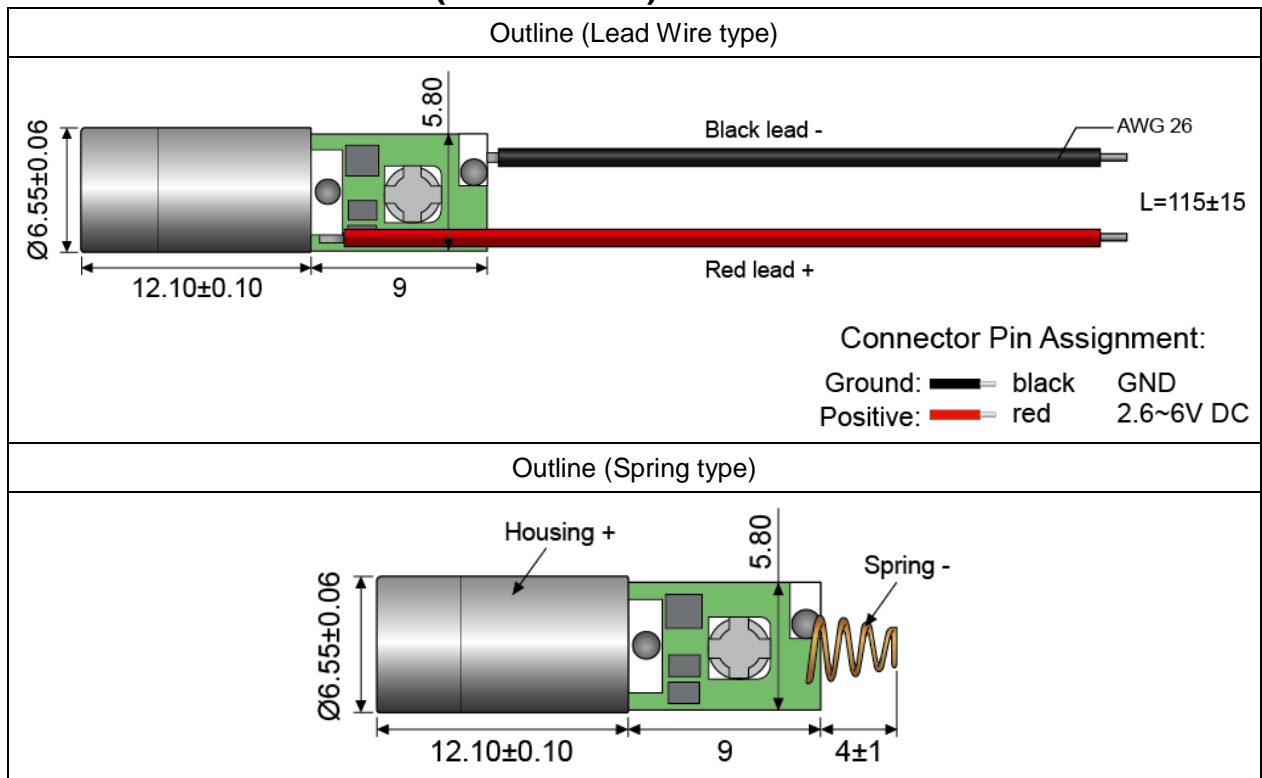 Outline (Lead Wire type)
5.80
Ø6.55±0.06
Black lead -
AWG 26
L=115±15
Red lead +
12.10±0.10
9
Connector Pin Assignment:
Ground: black GND
Positive: red 2.6~6V DC
Outline (Spring type)
Housing +
5.80
Spring -
Ø6.55±0.06
12.10±0.10
9
4±1